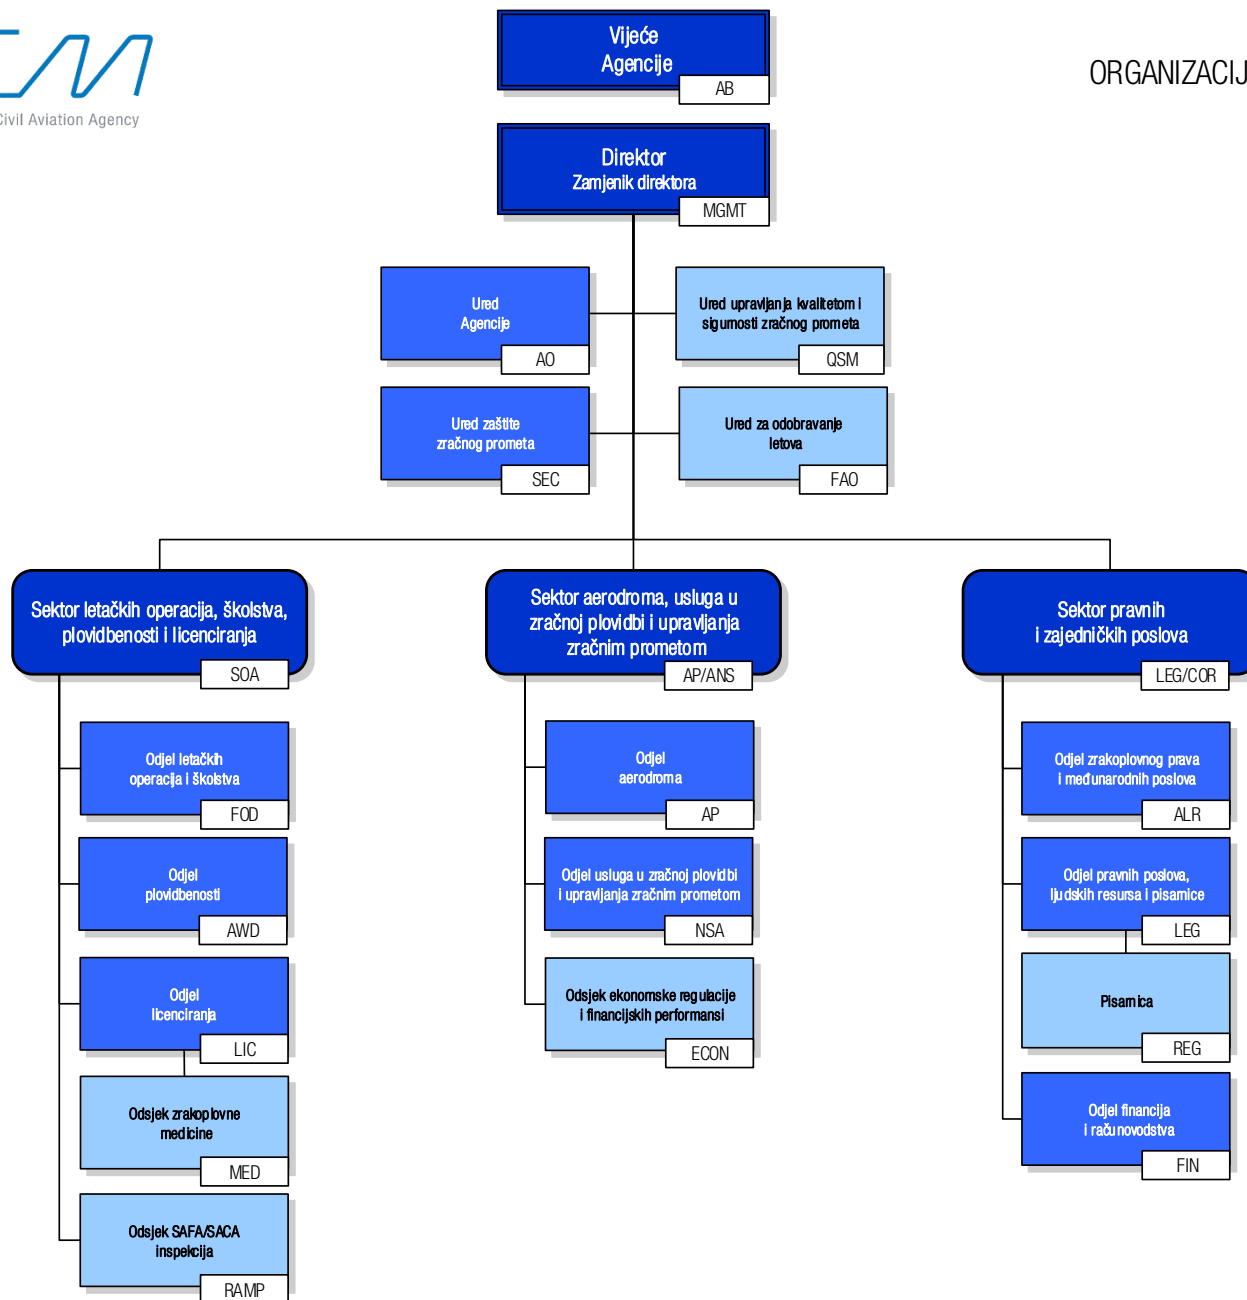 Civil Aviation Agency
ORGANIZACIJ
Vijeće
Agencije
AB
Direktor
Zamjenik direktora
MGMT
Ured
Agencije
AO
Ured upravljanja kvalitetom i
sigurnosti zračnog prometa
QSM
Ured zaštite
zračnog prometa
SEC
Ured za odobravanje
letova
FAO
Sektor letačkih operacija, školstva,
plovidbenosti i licenciranja
SOA
Odjel letačkih
operacija i školstva
FOD
Odjel
plovidbenosti
AWD
Odjel
licenciranja
LIC
Odsjek zrakoplovne
medicine
MED
Odsjek SAFA/SACA
inspekcija
RAMP
Sektor aerodroma, usluga u
zračnoj plovidbi i upravljanja
zračnim prometom
AP/ANS
Odjel
aerodroma
AP
Odjel usluga u zračnoj plovidbi
i upravljanja zračnim prometom
NSA
Odsjek ekonomske regulacije
i financijskih performansi
ECON
Sektor pravnih
i zajedničkih poslova
LEG/COR
Odjel zrakoplovnog prava
i međunarodnih poslova
ALR
Odjel pravnih poslova,
ljudskih resursa i pisarnice
LEG
Pisarnica
REG
Odjel financija
i računovodstva
FIN